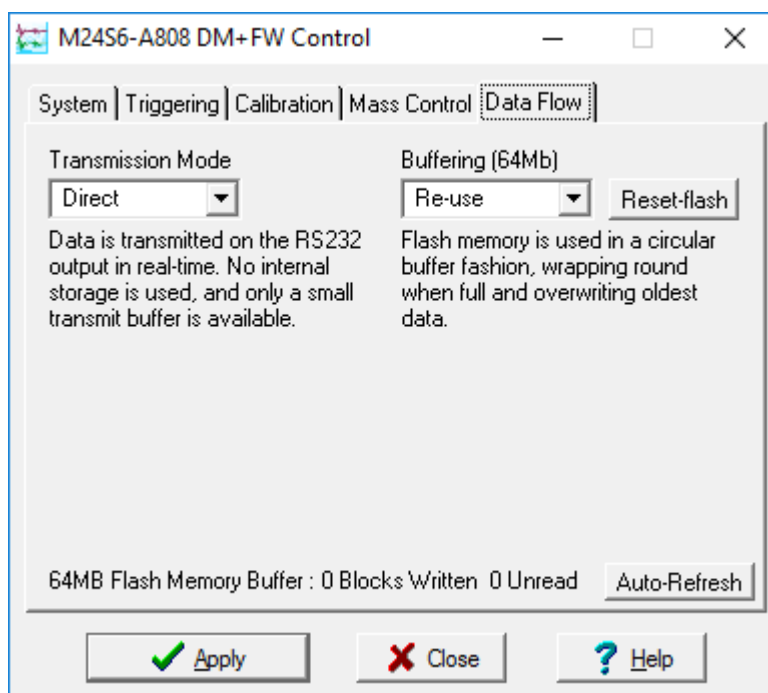 M24S6-A808 DM+FW Control
System Triggering Calibration Mass Control Data Flow
Transmission Mode
Direct
Data is transmitted on the RS232
output in real-time. No internal
storage is used, and only a small
transmit buffer is available.
Buffering (64Mb)
Re-use
Reset-flash
Flash memory is used in a circular
buffer fashion, wrapping round
when full and overwriting oldest
data.
64MB Flash Memory Buffer : 0 Blocks Written 0 Unread
Auto-Refresh
Apply
Close
Help